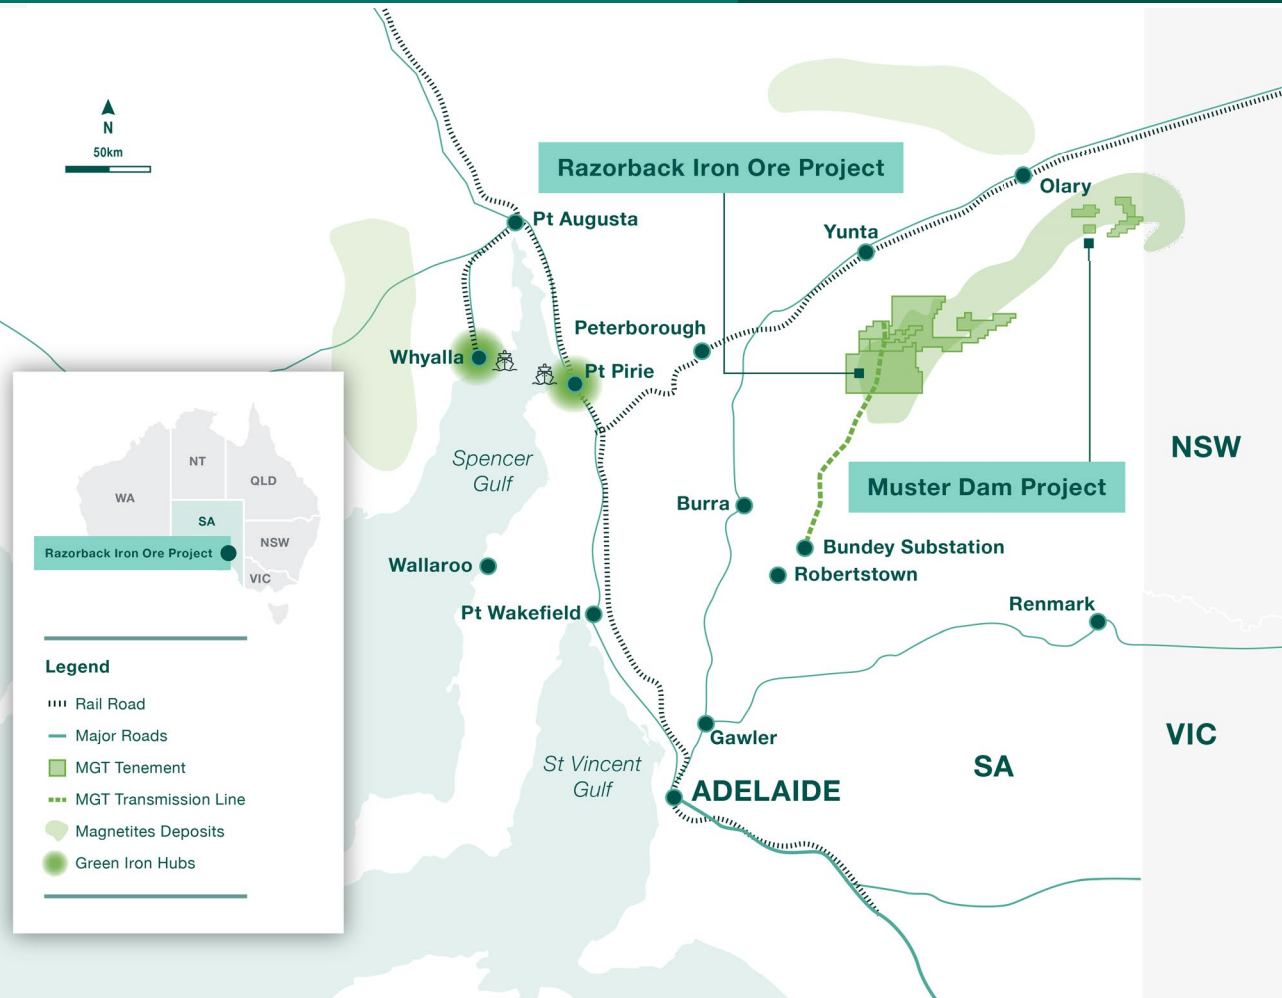 N
50km
Razorback Iron Ore Project
Olary
Pt Augusta
Yunta
Peterborough
Whyalla
Pt Pirie
NSW
Spencer
Gulf
Muster Dam Project
Burra
Bundey Substation
Wallaroo
Robertstown
Renmark
Pt Wakefield
Gawler
VIC
St Vincent
Gulf
SA
ADELAIDE
NT
QLD
WA
SA
NSW
Razorback Iron Ore Project
VIC
Legend
Rail Road
Major Roads
MGT Tenement
MGT Transmission Line
Magnetites Deposits
Green Iron Hubs